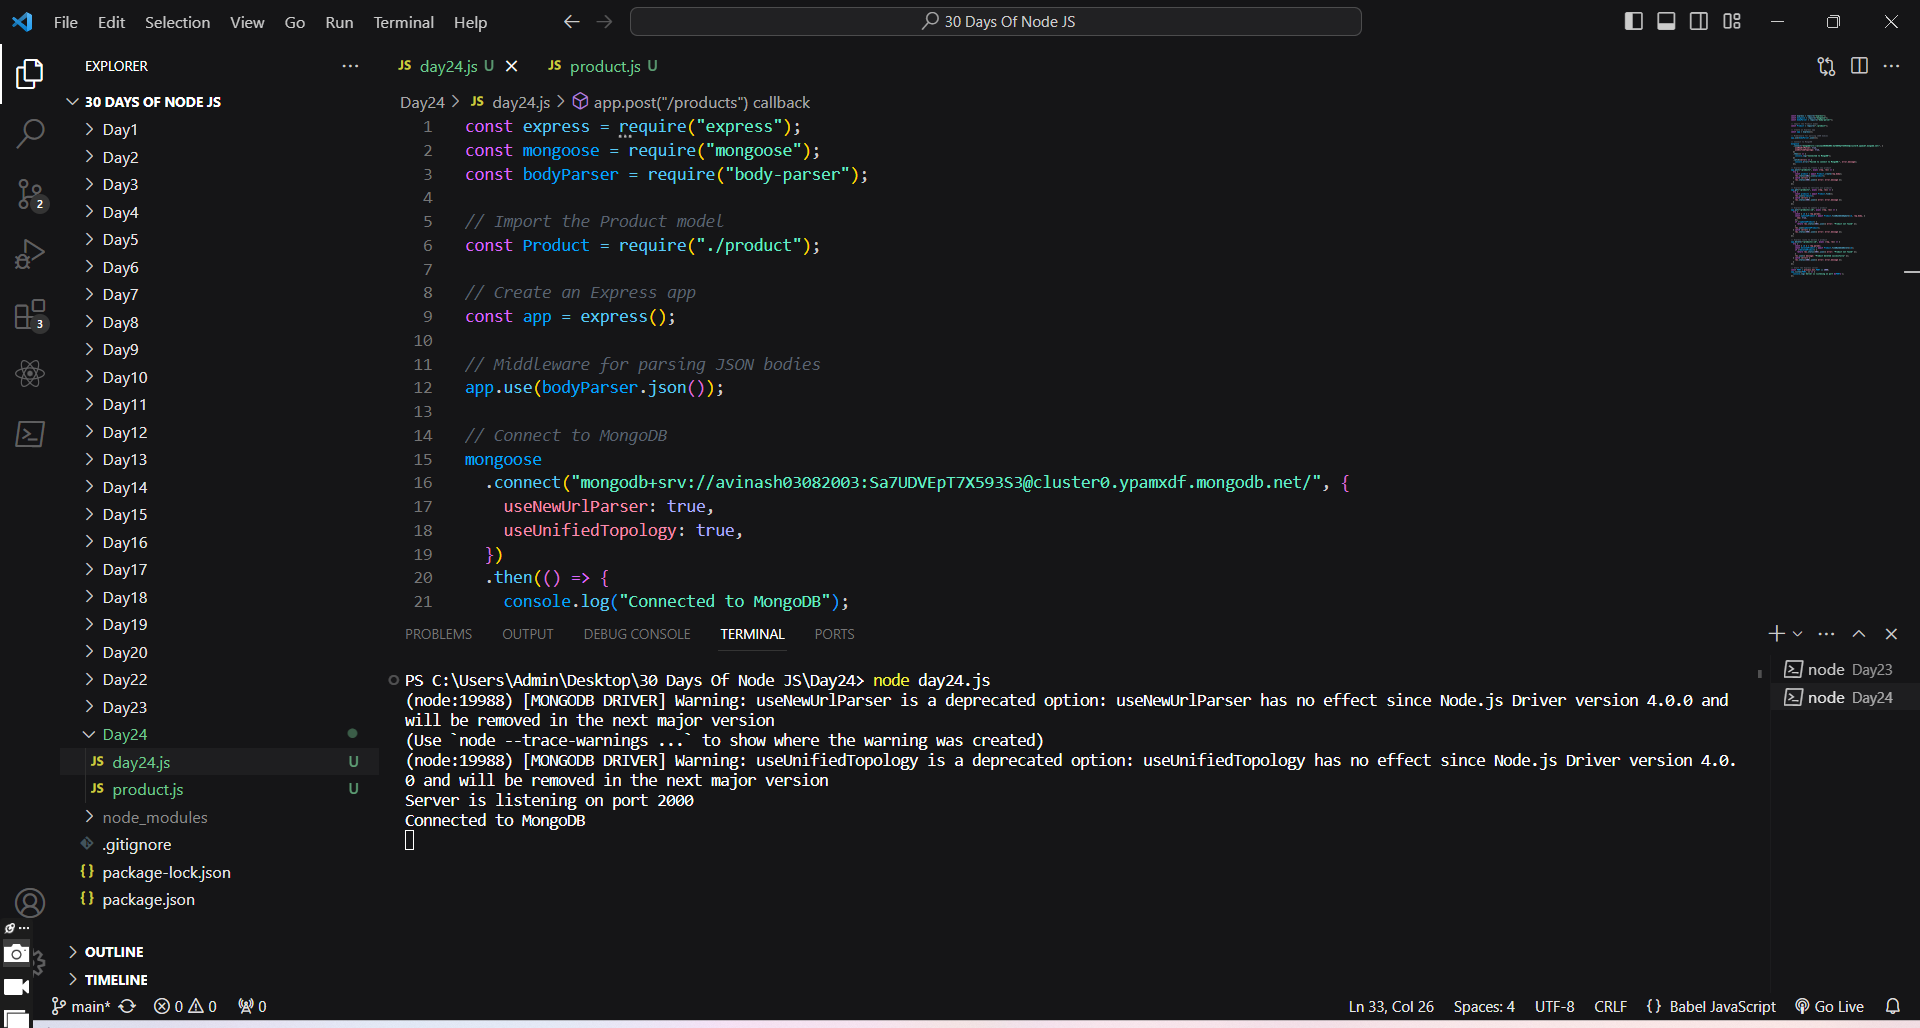 File Edit Selection View Go Run Terminal Help
30 Days Of Node JS
EXPLORER
30 DAYS OF NODE JS
Day1
Day2
Day3
Day4
Day5
Day6
Day7
Day8
Day9
Day10
Day11
Day12
Day13
Day14
Day15
Day16
Day17
Day18
Day19
Day20
Day22
Day23
Day24
JS day24.js U
JS product.js U
node_modules
.gitignore
{} package-lock.json
{} package.json
OUTLINE
TIMELINE
2
3
JS day24.js U JS product.js U
Day24 > JS day24.js > app.post("/products") callback
1 const express = require("express");
2 const mongoose = require("mongoose");
3 const bodyParser = require("body-parser");
4
5 // Import the Product model
6 const Product = require("./product");
7
8 // Create an Express app
9 const app = express();
10
11 // Middleware for parsing JSON bodies
12 app.use(bodyParser.json());
13
14 // Connect to MongoDB
15 mongoose
16 .connect("mongodb+srv://avinash03082003:Sa7UDVEpT7X593S3@cluster0.ypamxdf.mongodb.net/", {
17 useNewUrlParser: true,
18 useUnifiedTopology: true,
19 })
20 .then(() => {
21 console.log("Connected to MongoDB");
PROBLEMS OUTPUT DEBUG CONSOLE TERMINAL PORTS
PS C:\Users\Admin\Desktop\30 Days Of Node JS\Day24> node day24.js
(node:19988) [MONGODB DRIVER] Warning: useNewUrlParser is a deprecated option: useNewUrlParser has no effect since Node.js Driver version 4.0.0 and
will be removed in the next major version
(Use `node --trace-warnings ...` to show where the warning was created)
(node:19988) [MONGODB DRIVER] Warning: useUnifiedTopology is a deprecated option: useUnifiedTopology has no effect since Node.js Driver version 4.0.
0 and will be removed in the next major version
Server is listening on port 2000
Connected to MongoDB
node Day23
node Day24
main* 0 0 0
Ln 33, Col 26 Spaces: 4 UTF-8 CRLF {} Babel JavaScript Go Live